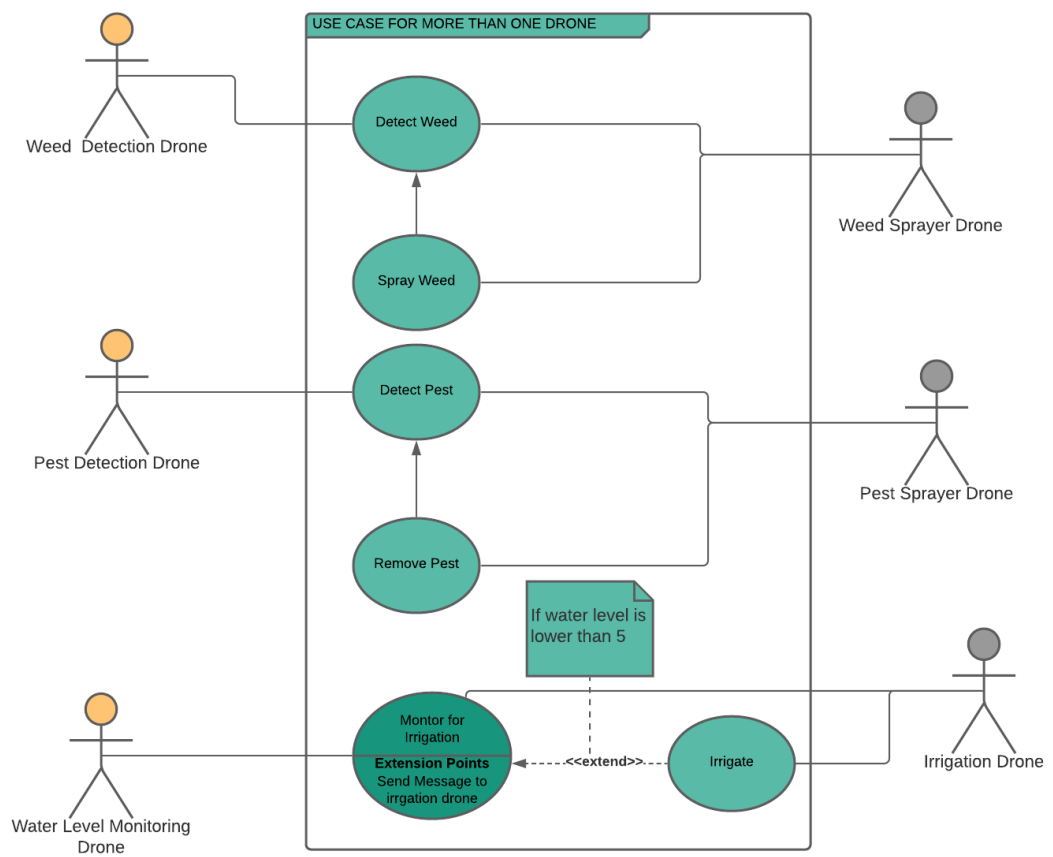 USE CASE FOR MORE THAN ONE DRONE
Detect Weed
Weed Detection Drone
Weed Sprayer Drone
Spray Weed
Detect Pest
Pest Detection Drone
Pest Sprayer Drone
Remove Pest
If water level is
lower than 5
Montor for
Irrigation
Extension Points
Send Message to
irrgation drone
<<extend>>
Irrigate
Irrigation Drone
Water Level Monitoring
Drone